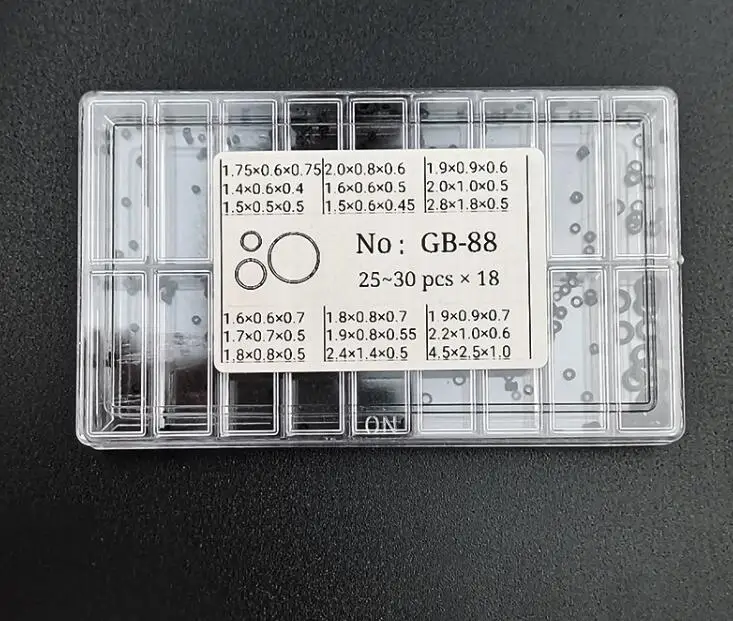 1.75×0.6×0.75 2.0×0.8×0.6 1.9×0.9×0.6
1.4×0.6×0.4 1.6×0.6×0.5 2.0×1.0×0.5
1.5×0.5×0.5 1.5×0.6×0.45 2.8×1.8×0.5
No: GB-88
25~30 pcs × 18
1.6×0.6×0.7 1.8×0.8×0.7 1.9×0.9×0.7
1.7×0.7×0.5 1.9×0.8×0.55 2.2×1.0×0.6
1.8×0.8×0.5 2.4×1.4×0.5 4.5×2.5×1.0
ON